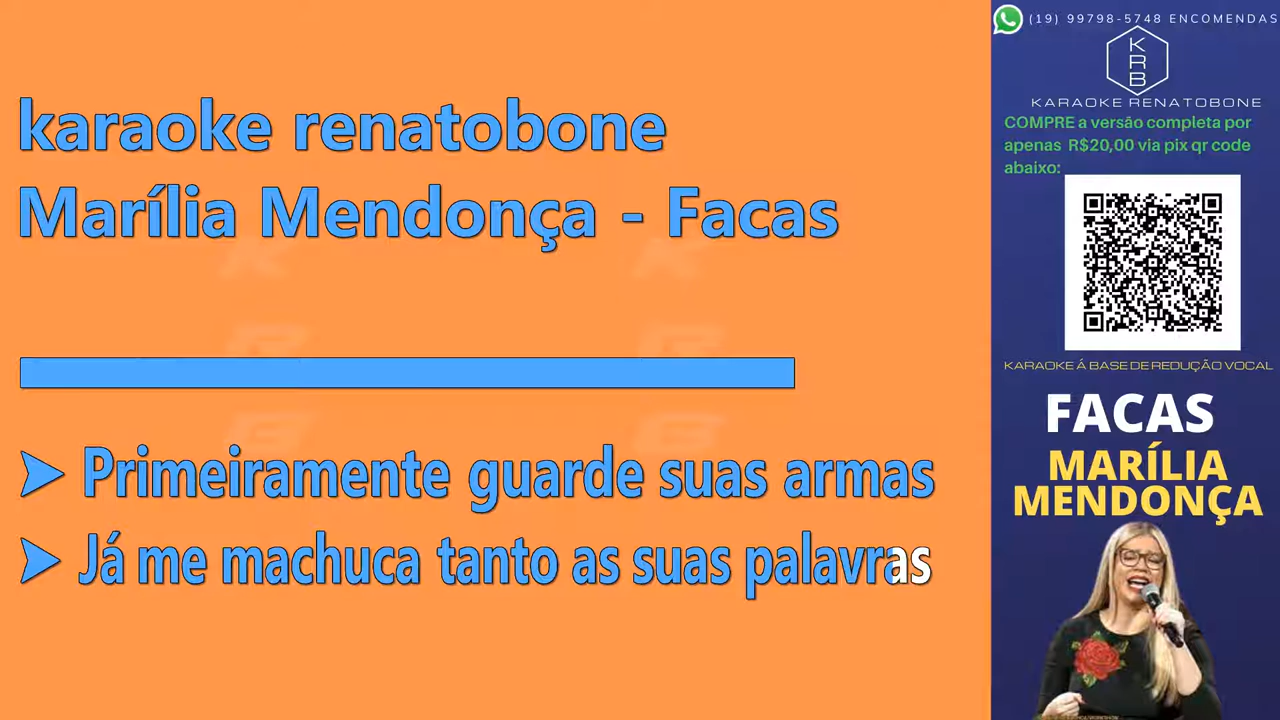 karaoke renatobone
Marília Mendonça - Facas
➤ Primeiramente guarde suas armas
➤ Já me machuca tanto as suas palavras
(19) 99798-5748 ENCOMENDAS
K
R
B
KARAOKE RENATOBONE
COMPRE a versão completa por
apenas R$20,00 via pix qr code
abaixo:
KARAOKE Á BASE DE REDUÇÃO VOCAL
FACAS
MARÍLIA
MENDONÇA